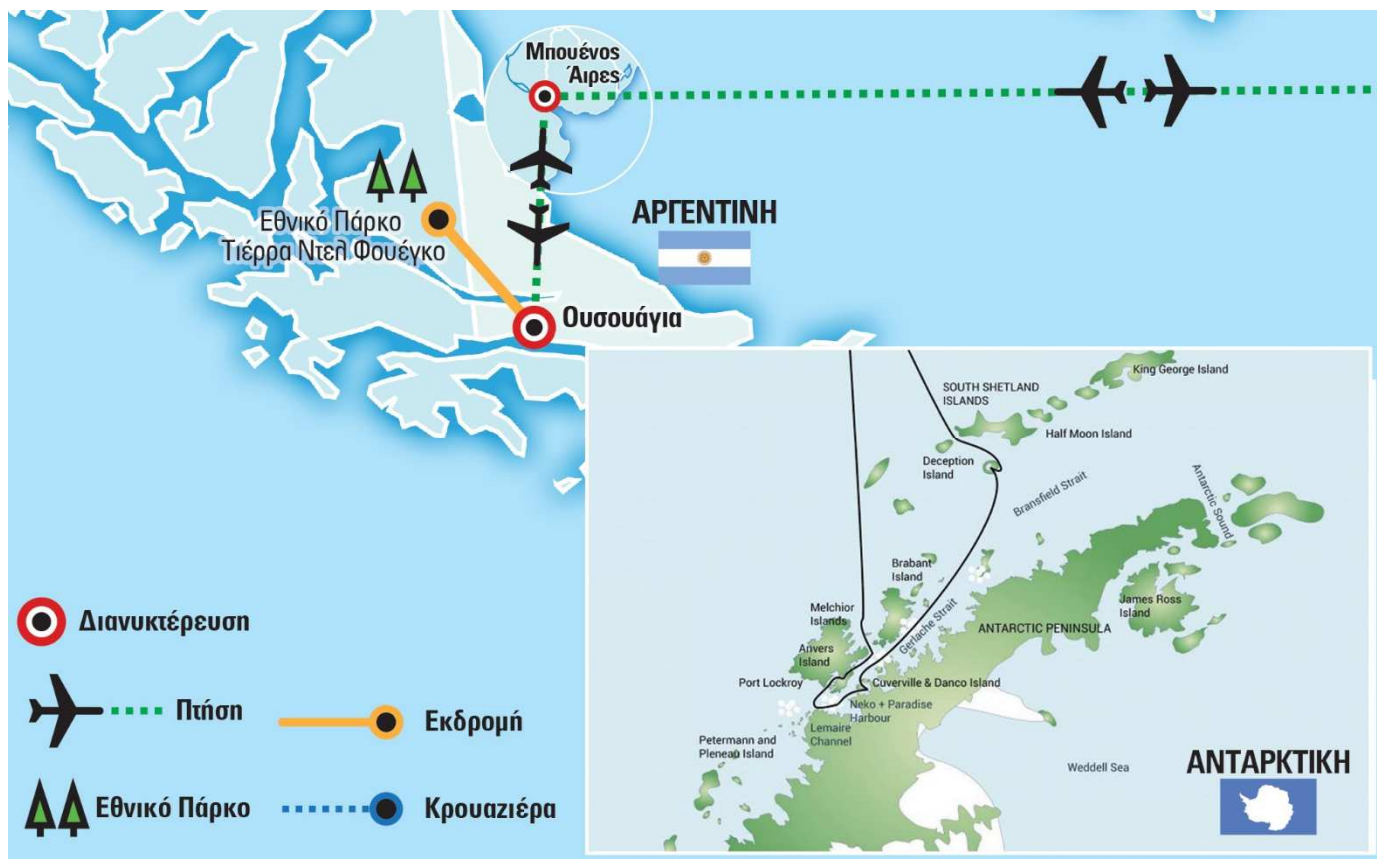 Μπουένος
Άιρες
Εθνικό Πάρκο
Τιέρρα Ντελ Φουέγκο
ΑΡΓΕΝΤΙΝΗ
Ουσουάγια
King George Island
SOUTH SHETLAND
ISLANDS
Half Moon Island
Deception
Island
Bransfield Strait
Antarctic Sound
Brabant
Island
Melchior
Islands
James Ross
Island
Gerlache Strait
ANTARCTIC PENINSULA
Anvers
Island
Port Lockroy
Cuverville & Danco Island
Neko + Paradise
Harbour
Lemaire
Channel
Petermann and
Pleneau Island
Weddell Sea
ΑΝΤΑΡΚΤΙΚΗ
Διανυκτέρευση
Πτήση
Εκδρομή
Εθνικό Πάρκο
Κρουαζιέρα